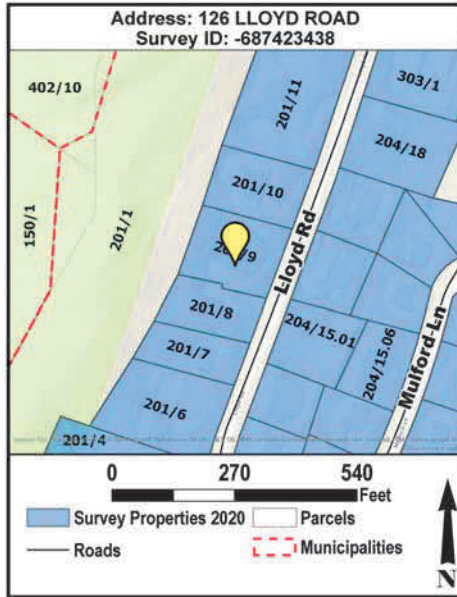 Address: 126 LLOYD ROAD
Survey ID: -687423438
402/10
303/1
201/11
204/18
150/1
201/1
201/10
201/9
Lloyd Rd
201/8
204/15.01
204/15.06
Mulford Ln
201/7
201/6
201/4
0 270 540
Feet
Survey Properties 2020 Parcels
Roads Municipalities
N